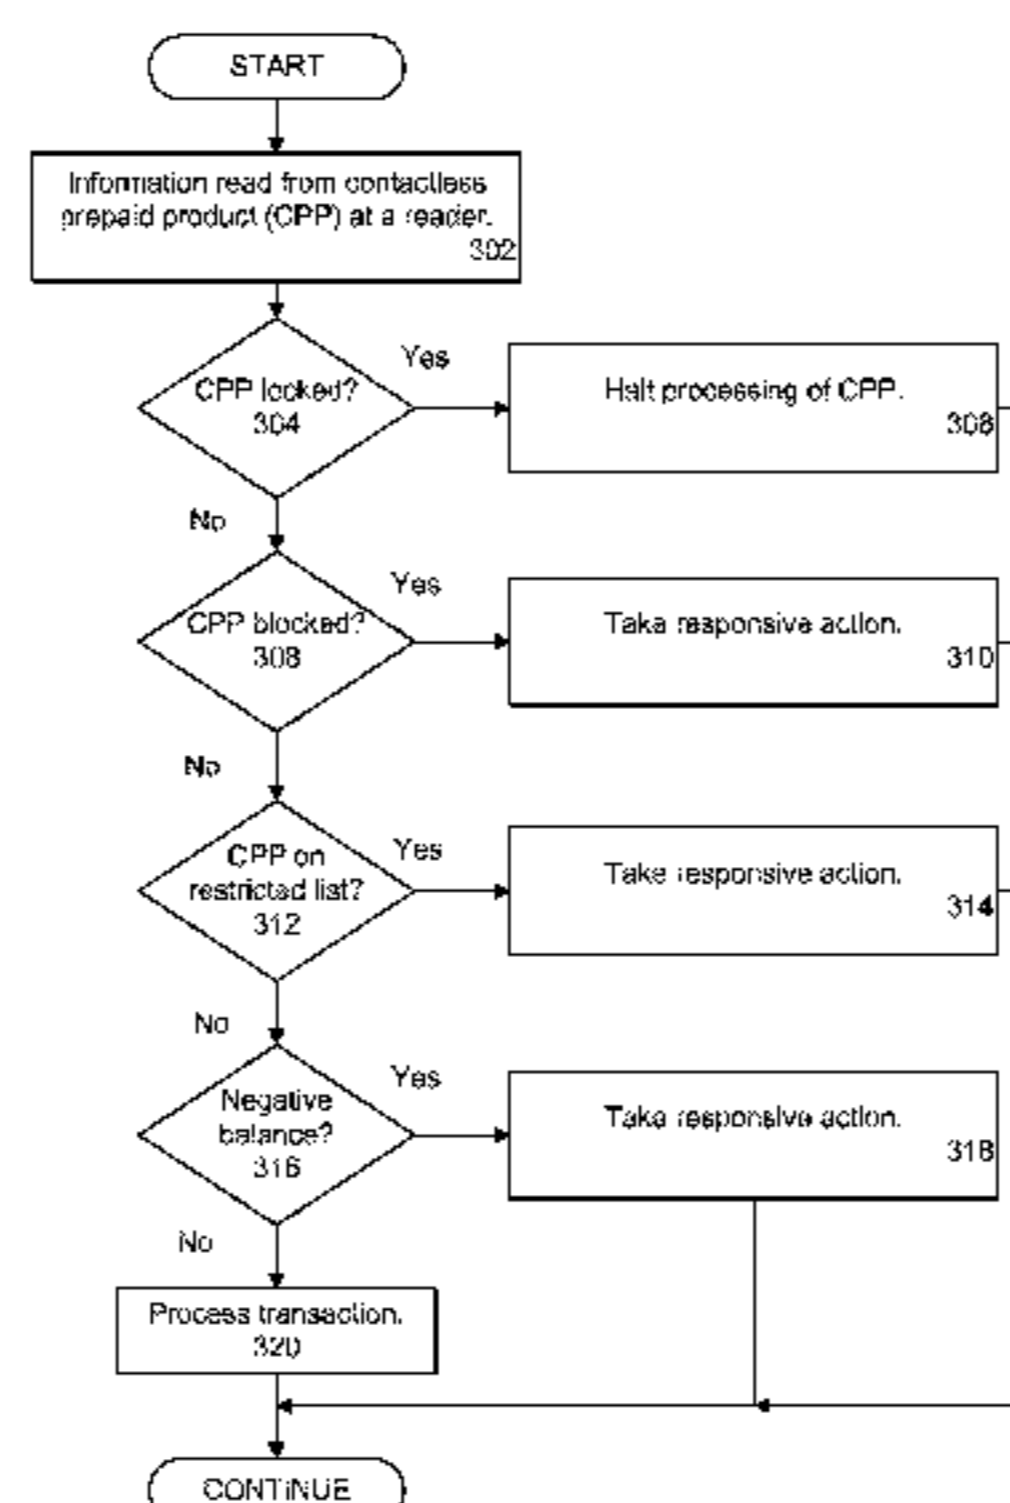 START
Information read from contactless
prepaid product (CPP) at a reader.
302
CPP locked?
304
Yes
Halt processing of CPP.
No
CPP blocked?
308
Yes
Take responsive action.
310
No
CPP on
restricted list?
312
Yes
Take responsive action.
314
No
Negative
balance?
316
Yes
Take responsive action.
318
No
Process transaction.
320
CONTINUE